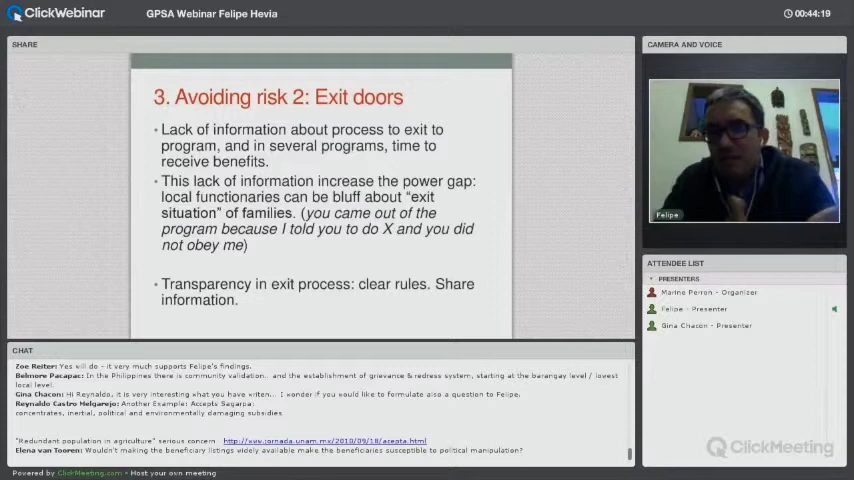 ClickWebinar
GPSA Webinar Felipe Hevia
00:44:19
SHARE
3. Avoiding risk 2: Exit doors
• Lack of information about process to exit to
program, and in several programs, time to
receive benefits.
• This lack of information increase the power gap:
local functionaries can be bluff about “exit
situation” of families. (you came out of the
program because I told you to do X and you did
not obey me)
• Transparency in exit process: clear rules. Share
information.
CAMERA AND VOICE
Felipe
ATTENDEE LIST
PRESENTERS
Marine Perron - Organizer
Felipe - Presenter
Gina Chacon - Presenter
CHAT
Zoe Reiter: Yes will do - it very much supports Felipe's findings.
Belmore Pacapac: In the Philippines there is community validation... and the establishment of grievance & redress system, starting at the barangay level / lowest
local level.
Gina Chacon: Hi Reynaldo, it is very interesting what you have writen... I wonder if you would like to formulate also a question to Felipe,
Reynaldo Castro Melgarejo: Another Example: Accepts Sagarpa:
concentrates, inertial, political and environmentally damaging subsidies
"Redundant population in agriculture" serious concern http://www.jornada.unam.mx/2010/09/18/acepta.html
Elena van Tooren: Wouldn't making the beneficiary listings widely available make the beneficiaries susceptible to political manipulation?
ClickMeeting
Powered by ClickMeeting.com • Host your own meeting